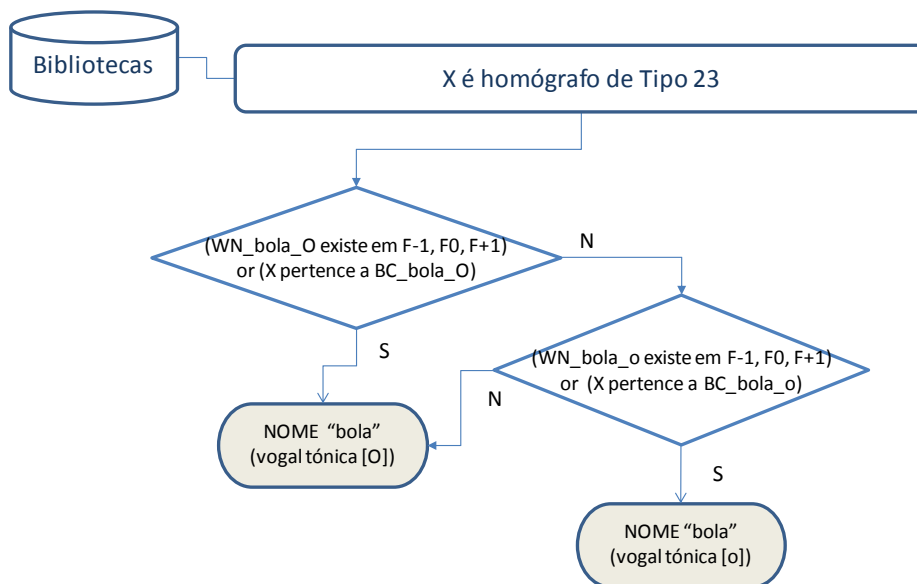 Bibliotecas
X é homógrafo de Tipo 23
(WN_bola_O existe em F-1, F0, F+1)
or (X pertence a BC_bola_O)
N
S
(WN_bola_o existe em F-1, F0, F+1)
or (X pertence a BC_bola_o)
N
NOME “bola”
(vogal tónica [O])
S
NOME “bola”
(vogal tónica [o])